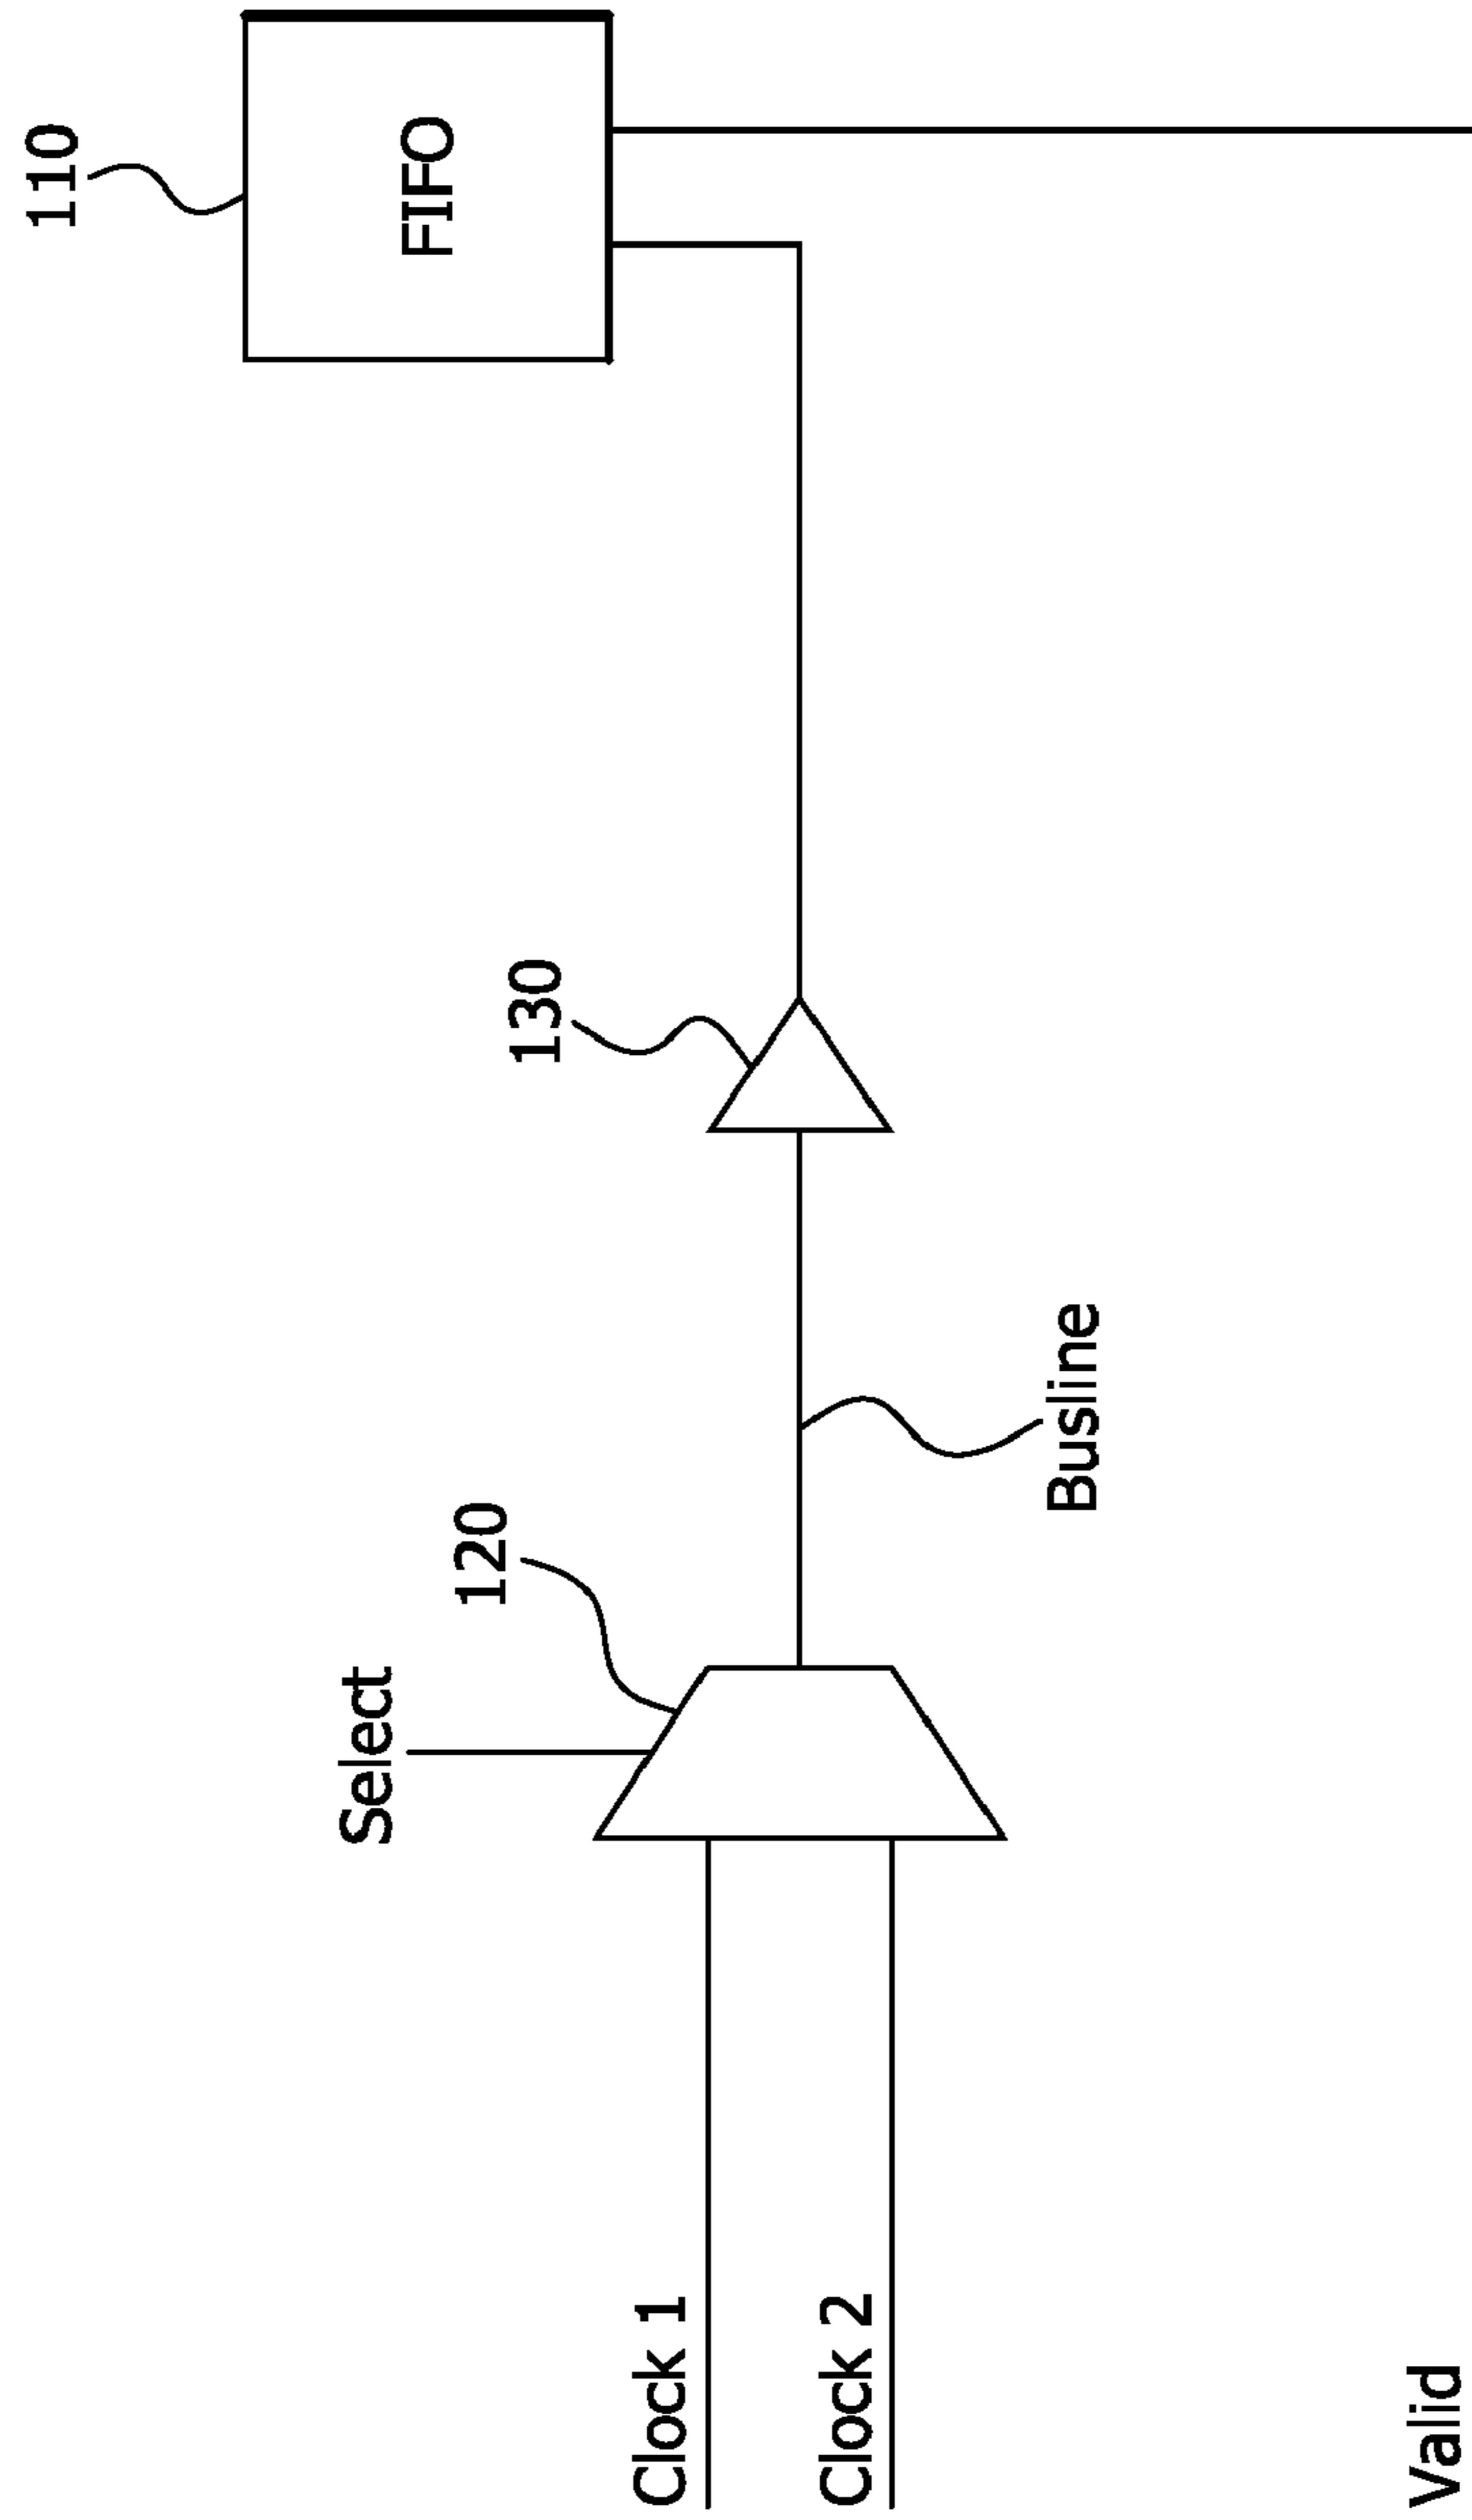 110
FIFO
Select
120
130
Clock 1
Clock 2
Busline
Valid